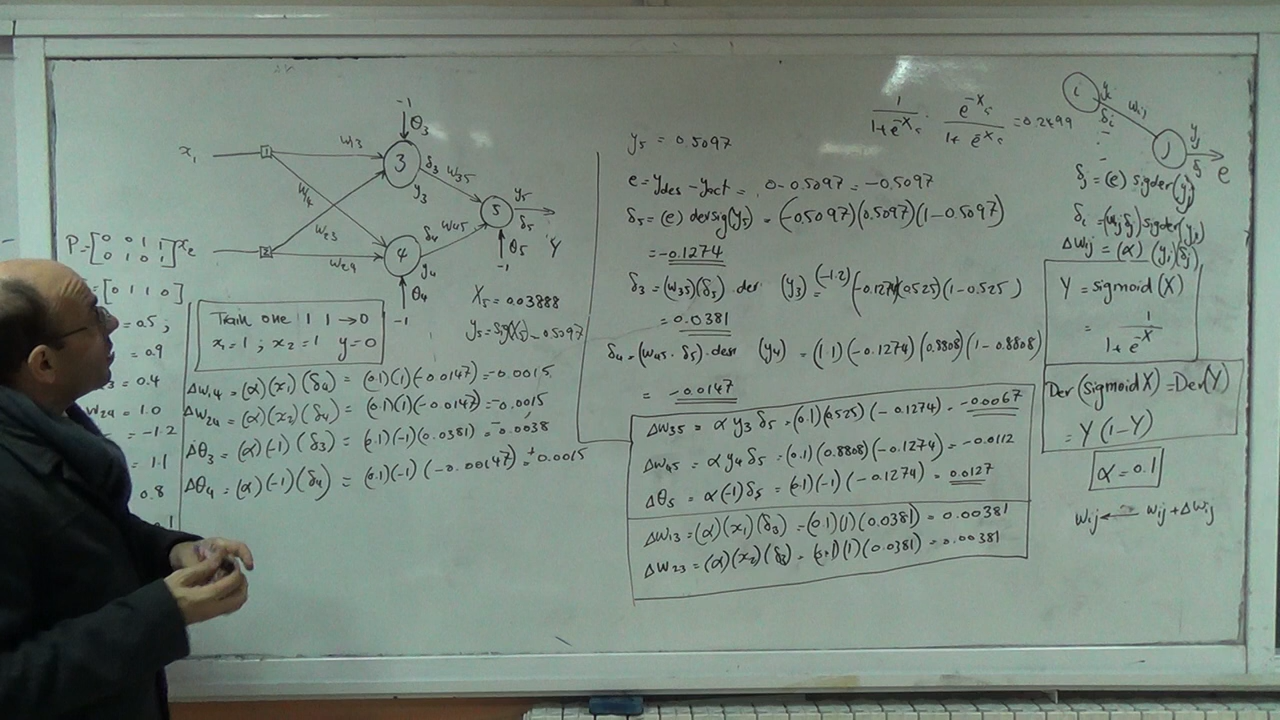 -1
θ3
x1
1
w13
3
δ3 w35
y3
w14
w23
5
y5
δ5
Y
θ5
-1
P=[0 0 1 1
0 1 0 1]
x2
2
w24
4
δ4
w45
y4
θ4
-1
=[0 1 1 0]
=0.5;
=0.9
=0.4
w24=1.0
=-1.2
=1.1
0.8
Train one 1 1→0
x1=1 ; x2=1 y=0
X5=0.03888
y5=sig(X5)=0.5097
Δw14=(α)(x1)(δ4) = (0.1)(1)(-0.0147)=-0.0015
Δw24=(α)(x2)(δ4) = (0.1)(1)(-0.0147)=-0.0015
Δθ3=(α)(-1)(δ3) = (0.1)(-1)(0.0381)=-0.0038
Δθ4=(α)(-1)(δ4) = (0.1)(-1)(-0.00147)=+0.0015
y5 = 0.5097
e=ydes-yact= 0-0.5097=-0.5097
δ5=(e) dersig(y5) = (-0.5097)(0.5097)(1-0.5097)
=-0.1274
δ3=(w35)(δ5) der (y3)=(-1.2)(-0.1274)(0.525)(1-0.525)
=0.0381
δ4=(w45.δ5).der (y4) = (1.1)(-0.1274)(0.8808)(1-0.8808)
= -0.0147
Δw35 = α y3 δ5 =(0.1)(0.525)(-0.1274)=-0.0067
Δw45 = α y4 δ5 =(0.1)(0.8808)(-0.1274)=-0.0112
Δθ5 = α(-1)δ5 =(0.1)(-1)(-0.1274)=0.0127
Δw13=(α)(x1)(δ3)=(0.1)(1)(0.0381)=0.00381
Δw23=(α)(x2)(δ3)=(0.1)(1)(0.0381)=0.00381
1/1+e^-X5 . e^-X5/1+e^-X5 =0.2499
i
yi
δi
wij
j
yj
δj
e
δj=(e) sigder(yj)
δi=(wij δj) sigder(yi)
Δwij=(α)(yi)(δj)
Y = sigmoid(X)
= 1/1+e^-X
Der(sigmoidX)=Der(Y)
=Y(1-Y)
α=0.1
wij← wij+Δwij